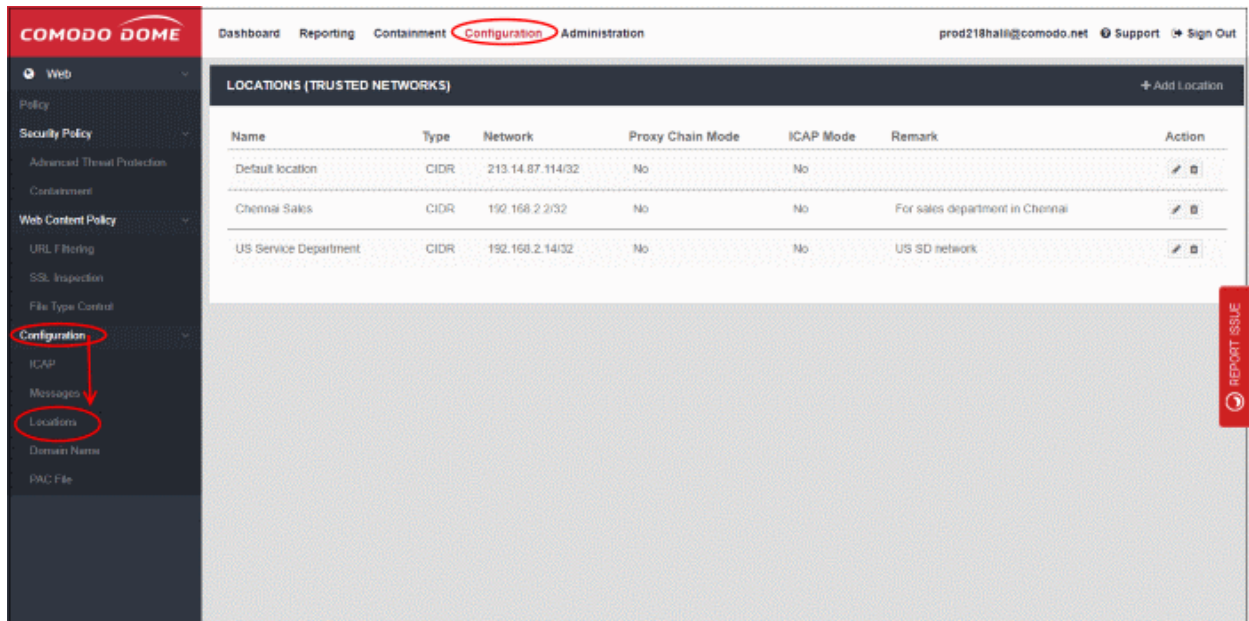 COMODO DOME
Dashboard Reporting Containment Configuration Administration
prod218halil@comodo.net Support Sign Out
Web
Policy
Security Policy
Advanced Threat Protection
Containment
Web Content Policy
URL Filtering
SSL Inspection
File Type Control
Configuration
ICAP
Messages
Locations
Domain Name
PAC File
LOCATIONS (TRUSTED NETWORKS) + Add Location
Name Type Network Proxy Chain Mode ICAP Mode Remark Action
Default location CIDR 213.14.87.114/32 No No
Chennai Sales CIDR 192.168.2.2/32 No No For sales department in Chennai
US Service Department CIDR 192.168.2.14/32 No No US SD network
REPORT ISSUE